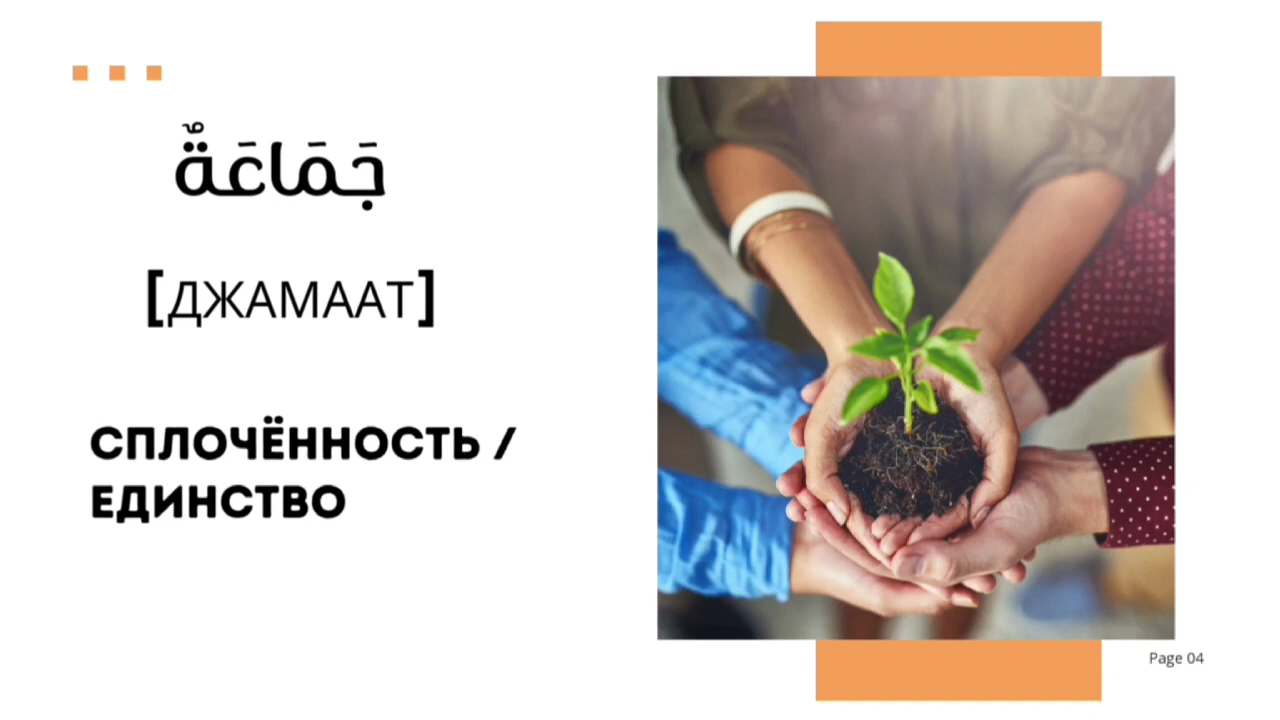 جَمَاعَةٌ
[ДЖАМААТ]
СПЛОЧЁННОСТЬ /
ЕДИНСТВО
Page 04